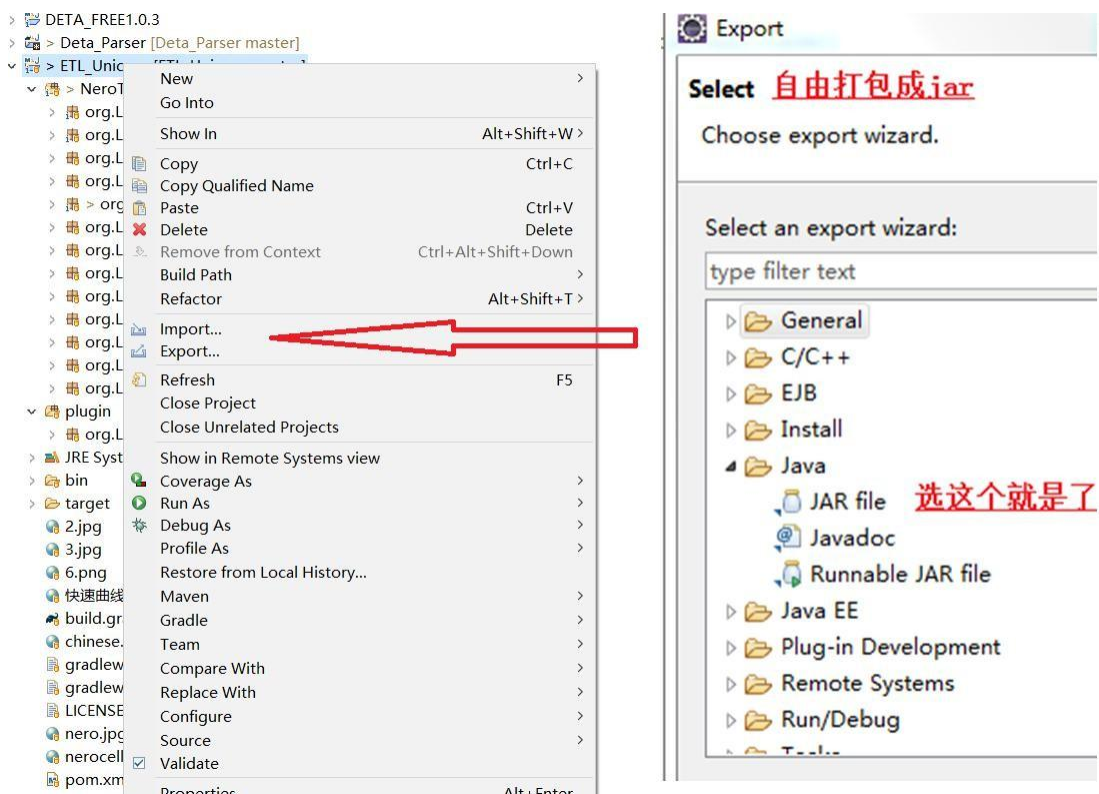 DETA_FREE1.0.3
> Deta_Parser [Deta_Parser master]
> ETL_Unic
> NeroT
org.L
org.L
org.L
org.L
> org
org.L
org.L
org.L
org.L
org.L
org.L
org.L
org.L
plugin
org.L
JRE Syst
bin
target
2.jpg
3.jpg
6.png
快速曲线
build.gr
chinese.
gradlew
gradlew
LICENSE
nero.jpg
nerocell
pom.xm
New
Go Into
Show In Alt+Shift+W
Copy Ctrl+C
Copy Qualified Name
Paste Ctrl+V
Delete Delete
Remove from Context Ctrl+Alt+Shift+Down
Build Path
Refactor Alt+Shift+T
Import...
Export...
Refresh F5
Close Project
Close Unrelated Projects
Show in Remote Systems view
Coverage As
Run As
Debug As
Profile As
Restore from Local History...
Maven
Gradle
Team
Compare With
Replace With
Configure
Source
Validate
Properties Alt+Enter
Export
Select 自由打包成jar
Choose export wizard.
Select an export wizard:
type filter text
General
C/C++
EJB
Install
Java
JAR file 选这个就是了
Javadoc
Runnable JAR file
Java EE
Plug-in Development
Remote Systems
Run/Debug
Tasks